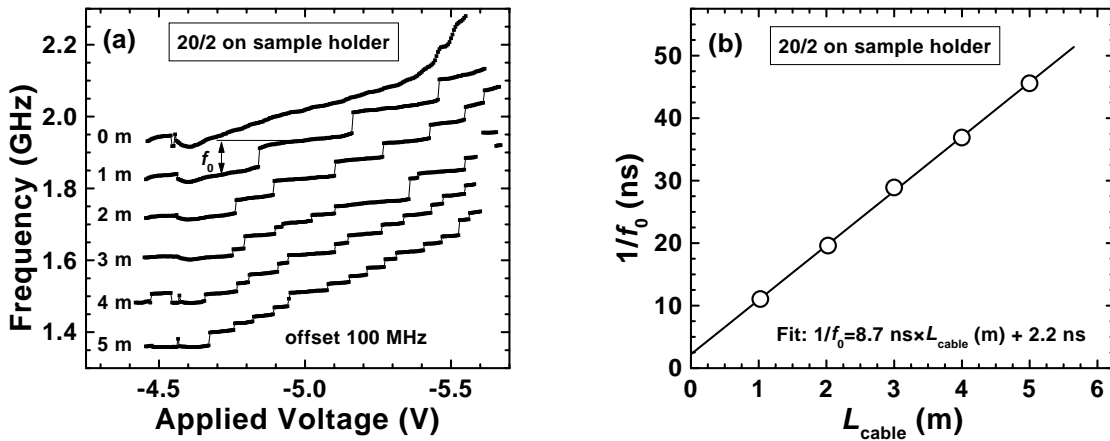 (a)
20/2 on sample holder
Frequency (GHz)
2.2
2.0
1.8
1.6
1.4
0 m
1 m
2 m
3 m
4 m
5 m
f₀
offset 100 MHz
-4.5
-5.0
-5.5
Applied Voltage (V)
(b)
20/2 on sample holder
1/f₀ (ns)
50
40
30
20
10
0
Fit: 1/f₀=8.7 ns×L_cable (m) + 2.2 ns
0
1
2
3
4
5
6
L_cable (m)